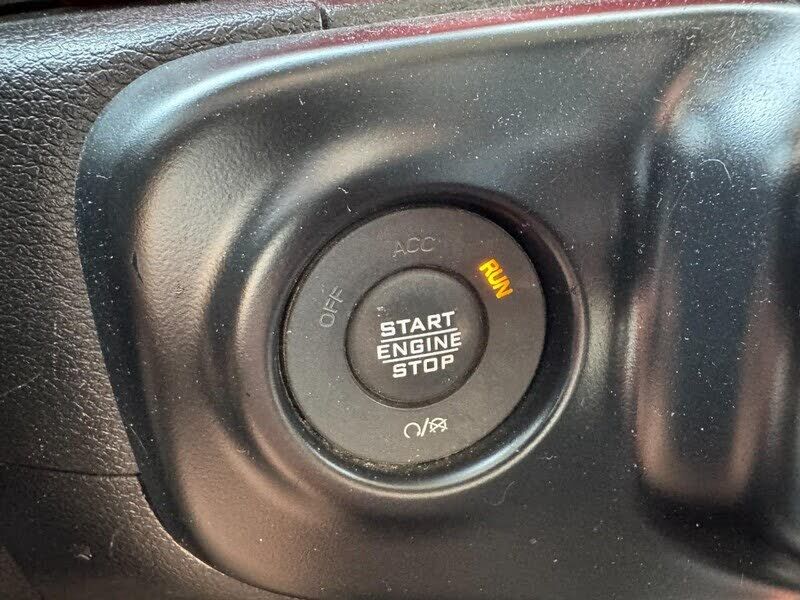 ACC
RUN
OFF
START
ENGINE
STOP